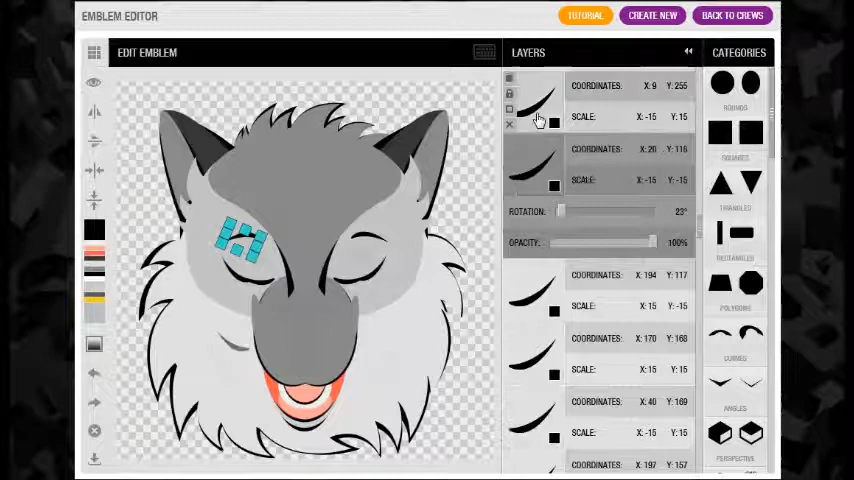 EMBLEM EDITOR
TUTORIAL
CREATE NEW
BACK TO CREWS
EDIT EMBLEM
LAYERS
CATEGORIES
COORDINATES: X: 9 Y: 255
SCALE: X: -15 Y: 15
COORDINATES: X: 20 Y: 116
SCALE: X: -15 Y: -15
ROTATION: 23°
OPACITY: 100%
COORDINATES: X: 194 Y: 117
SCALE: X: 15 Y: -15
COORDINATES: X: 170 Y: 168
SCALE: X: 15 Y: 15
COORDINATES: X: 40 Y: 169
SCALE: X: -15 Y: 15
COORDINATES: X: 197 Y: 157
ROUNDS
SQUARES
TRIANGLES
RECTANGLES
POLYGONS
CURVES
ANGLES
PERSPECTIVE